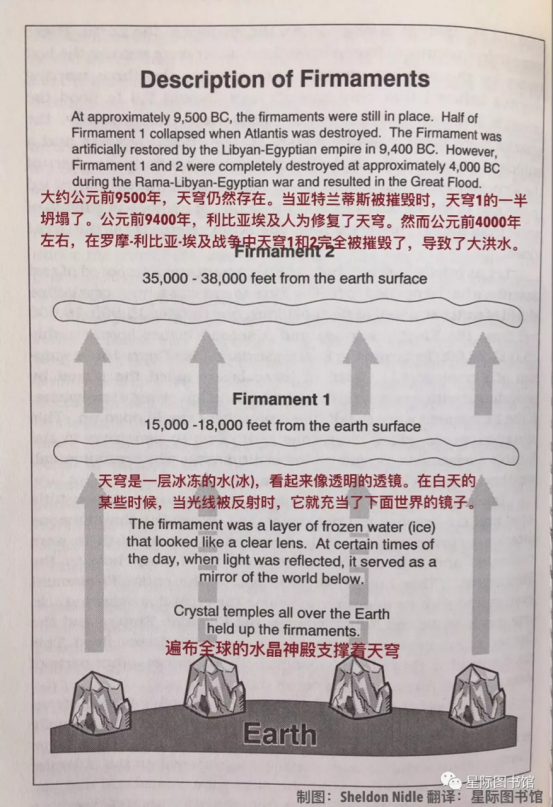 Description of Firmaments
At approximately 9,500 BC, the firmaments were still in place. Half of
Firmament 1 collapsed when Atlantis was destroyed. The Firmament was
artificially restored by the Libyan-Egyptian empire in 9,400 BC. However,
Firmament 1 and 2 were completely destroyed at approximately 4,000 BC
during the Rama-Libyan-Egyptian war and resulted in the Great Flood.
大约公元前9500年，天穹仍然存在。当亚特兰蒂斯被摧毁时，天穹1的一半
坍塌了。公元前9400年，利比亚埃及人为修复了天穹。然而公元前4000年
左右，在罗摩·利比亚·埃及战争中天穹1和2完全被摧毁了，导致了大洪水。
Firmament 2
35,000 - 38,000 feet from the earth surface
Firmament 1
15,000 -18,000 feet from the earth surface
天穹是一层冰冻的水(冰)，看起来像透明的透镜。在白天的
某些时候，当光线被反射时，它就充当了下面世界的镜子。
The firmament was a layer of frozen water (ice)
that looked like a clear lens. At certain times of
the day, when light was reflected, it served as a
mirror of the world below.
Crystal temples all over the Earth
held up the firmaments.
遍布全球的水晶神殿支撑着天穹
Earth
星际图书馆
制图：Sheldon Nidle 翻译：星际图书馆